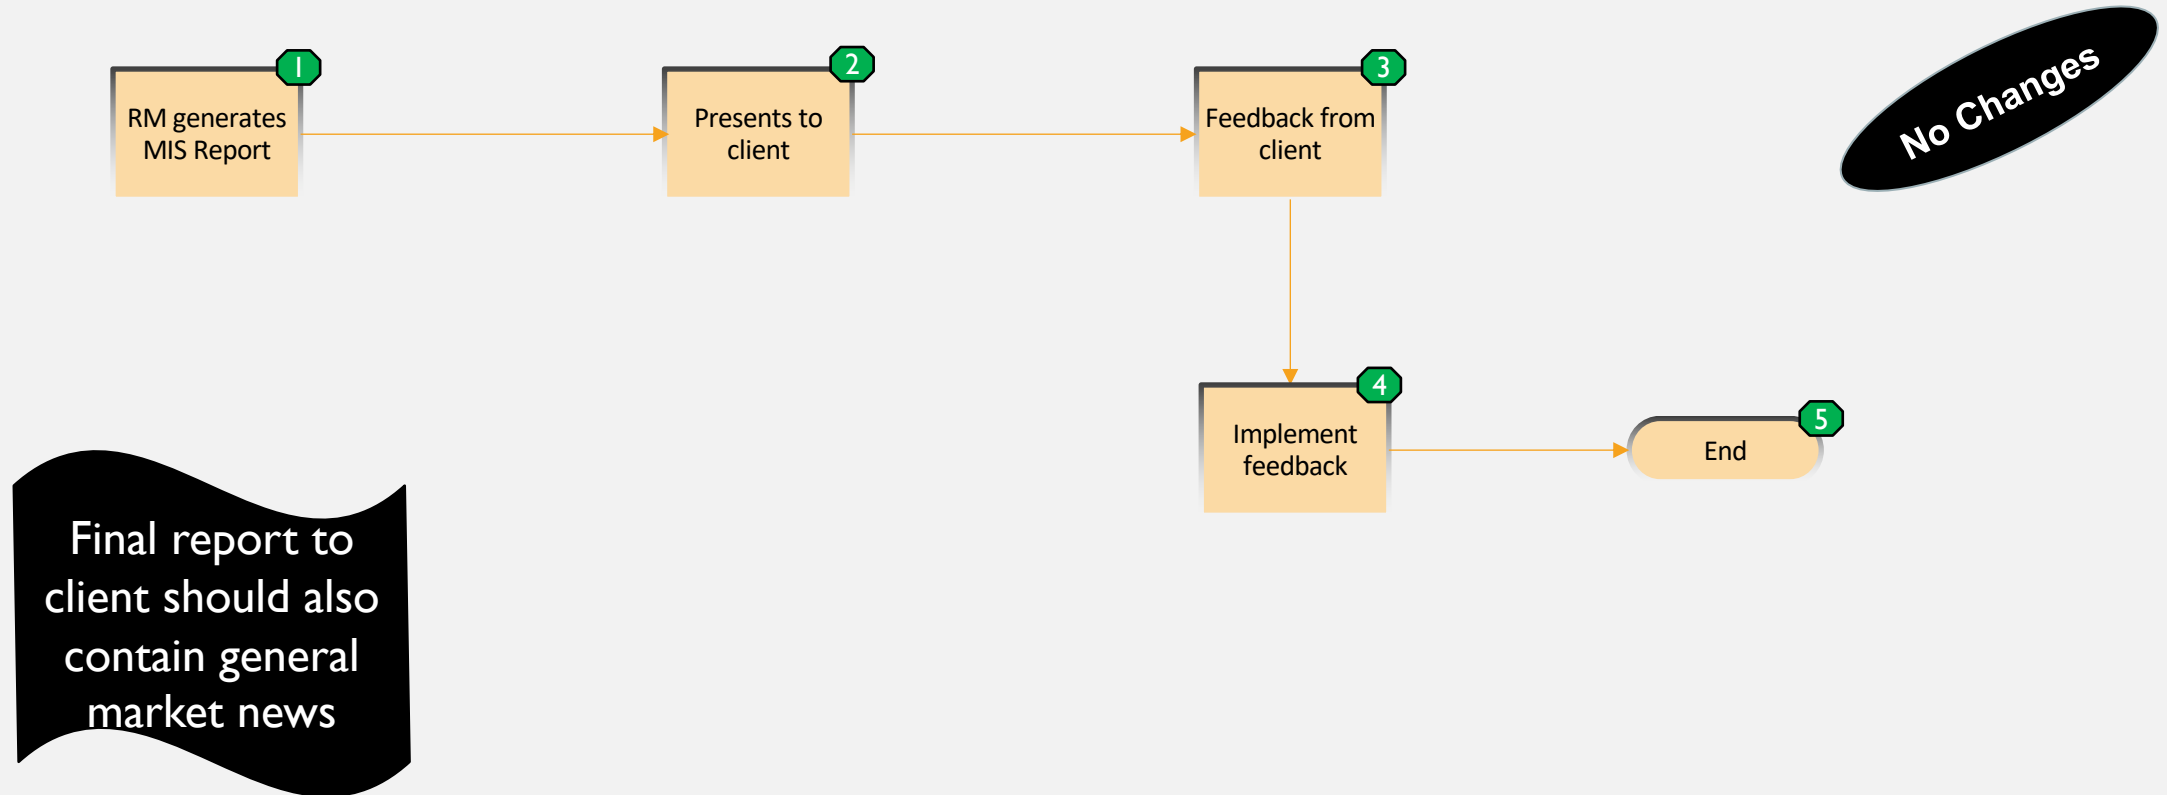 1
RM generates
MIS Report
2
Presents to
client
3
Feedback from
client
No Changes
4
Implement
feedback
5
End
Final report to
client should also
contain general
market news